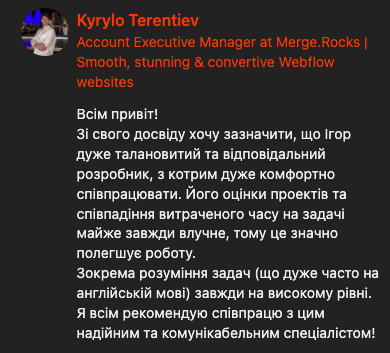 Kyrylo Terentiev
Account Executive Manager at Merge.Rocks |
Smooth, stunning & convertive Webflow
websites
Всім привіт!
Зі свого досвіду хочу зазначити, що Ігор
дуже талановитий та відповідальний
розробник, з котрим дуже комфортно
співпрацювати. Його оцінки проектів та
співпадіння витраченого часу на задачі
майже завжди влучне, тому це значно
полегшує роботу.
Зокрема розуміння задач (що дуже часто на
англійській мові) завжди на високому рівні.
Я всім рекомендую співпрацю з цим
надійним та комунікабельним спеціалістом!